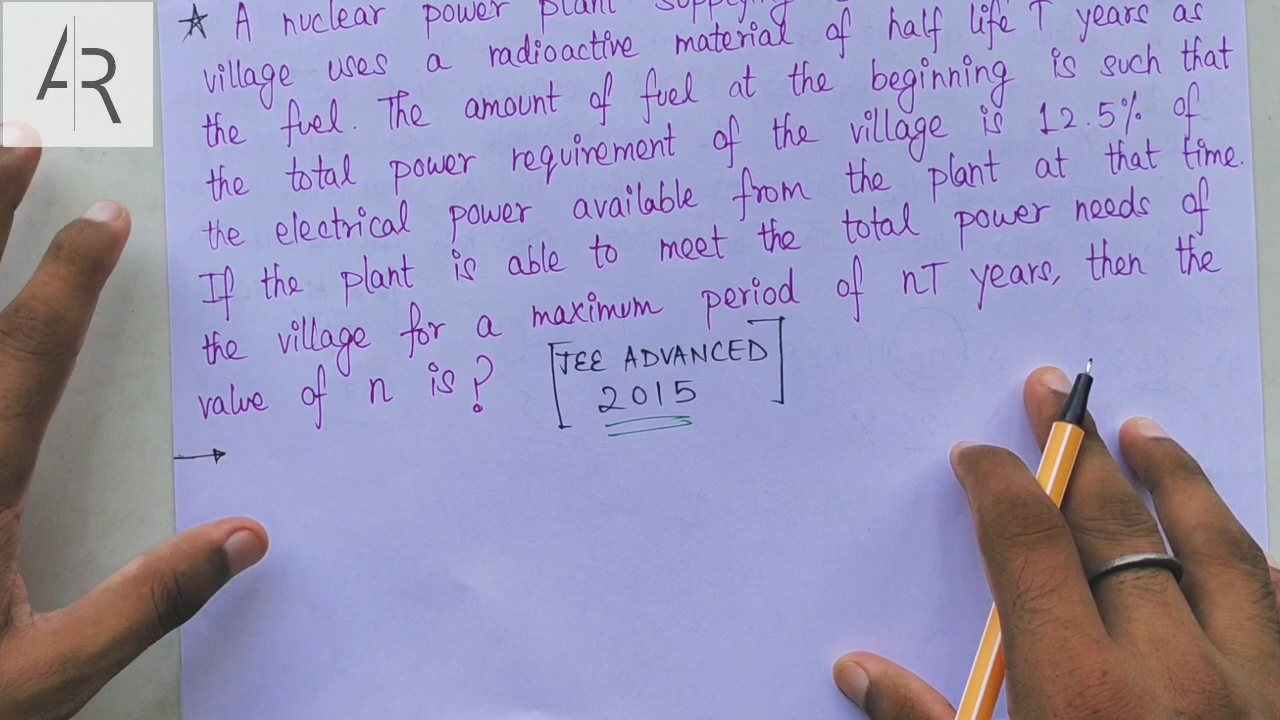 AR
☆ A nuclear power plant supplying
village uses a radioactive material of half life T years as
the fuel. The amount of fuel at the beginning is such that
the total power requirement of the village is 12.5% of
the electrical power available from the plant at that time.
If the plant is able to meet the total power needs of
the village for a maximum period of nT years, then the
value of n is?
[JEE ADVANCED
2015]